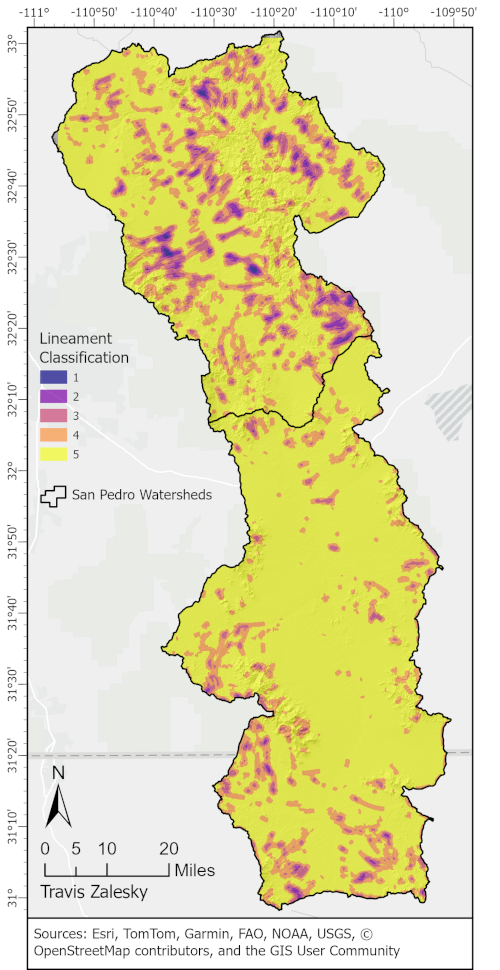 -111° -110°50' -110°40' -110°30' -110°20' -110°10' -110° -109°50'
33°
32°50'
32°40'
32°30'
32°20'
32°10'
32°
31°50'
31°40'
31°30'
31°20'
31°10'
31°
Lineament
Classification
1
2
3
4
5
San Pedro Watersheds
N
0 5 10 20
Miles
Travis Zalesky
Sources: Esri, TomTom, Garmin, FAO, NOAA, USGS, ©
OpenStreetMap contributors, and the GIS User Community